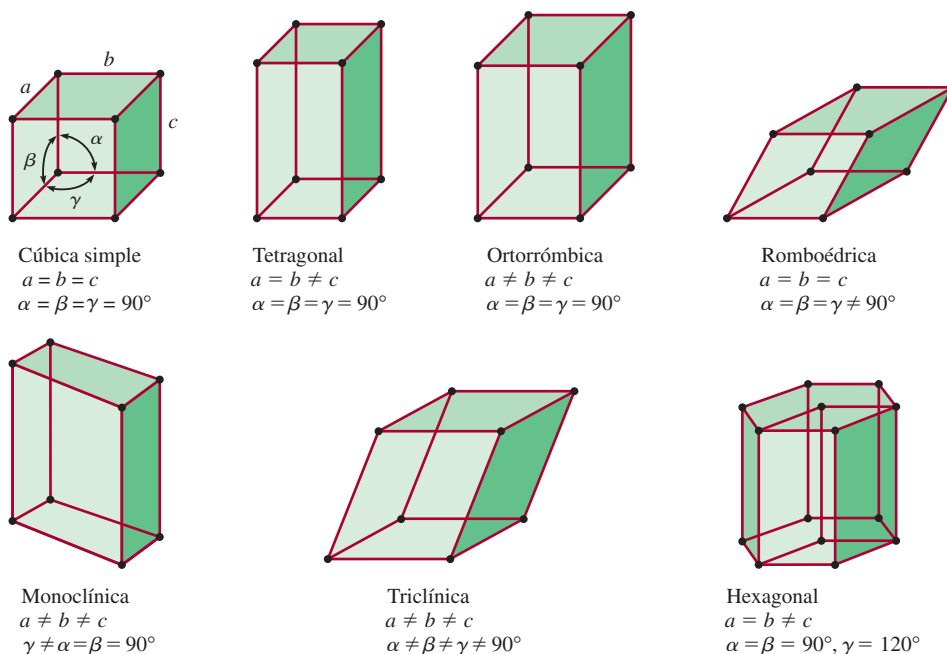 a
b
c
α
β
γ
Cúbica simple
a = b = c
α = β = γ = 90°
Tetragonal
a = b ≠ c
α = β = γ = 90°
Ortorrómbica
a ≠ b ≠ c
α = β = γ = 90°
Romboédrica
a = b = c
α = β = γ ≠ 90°
Monoclínica
a ≠ b ≠ c
γ ≠ α = β = 90°
Triclínica
a ≠ b ≠ c
α ≠ β ≠ γ ≠ 90°
Hexagonal
a = b ≠ c
α = β = 90°, γ = 120°